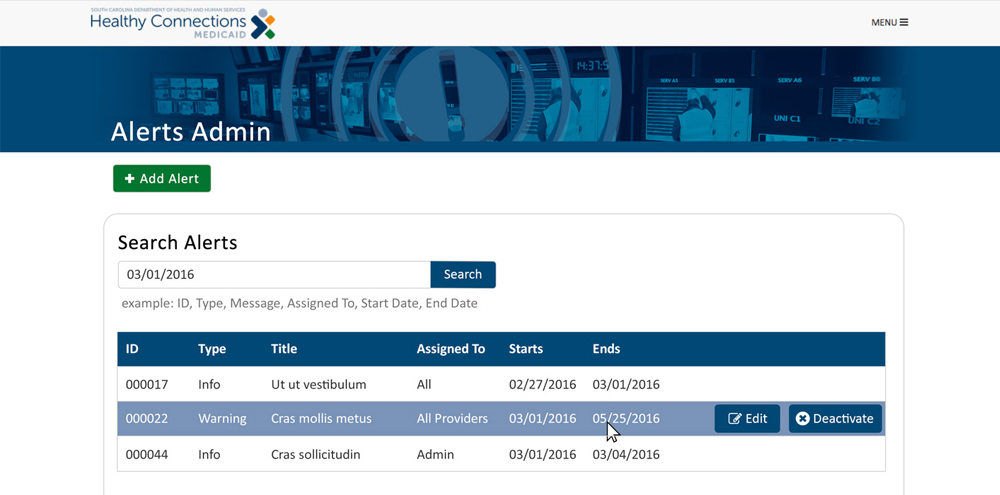 SOUTH CAROLINA DEPARTMENT OF HEALTH AND HUMAN SERVICES
Healthy Connections
MEDICAID
MENU
14:37:5
SERV A5 SERV B5 SERV A6 SERV B6
UNI C1 UNI C2
Alerts Admin
Add Alert
Search Alerts
03/01/2016 Search
example: ID, Type, Message, Assigned To, Start Date, End Date
ID Type Title Assigned To Starts Ends
000017 Info Ut ut vestibulum All 02/27/2016 03/01/2016
000022 Warning Cras mollis metus All Providers 03/01/2016 05/25/2016 Edit Deactivate
000044 Info Cras sollicitudin Admin 03/01/2016 03/04/2016